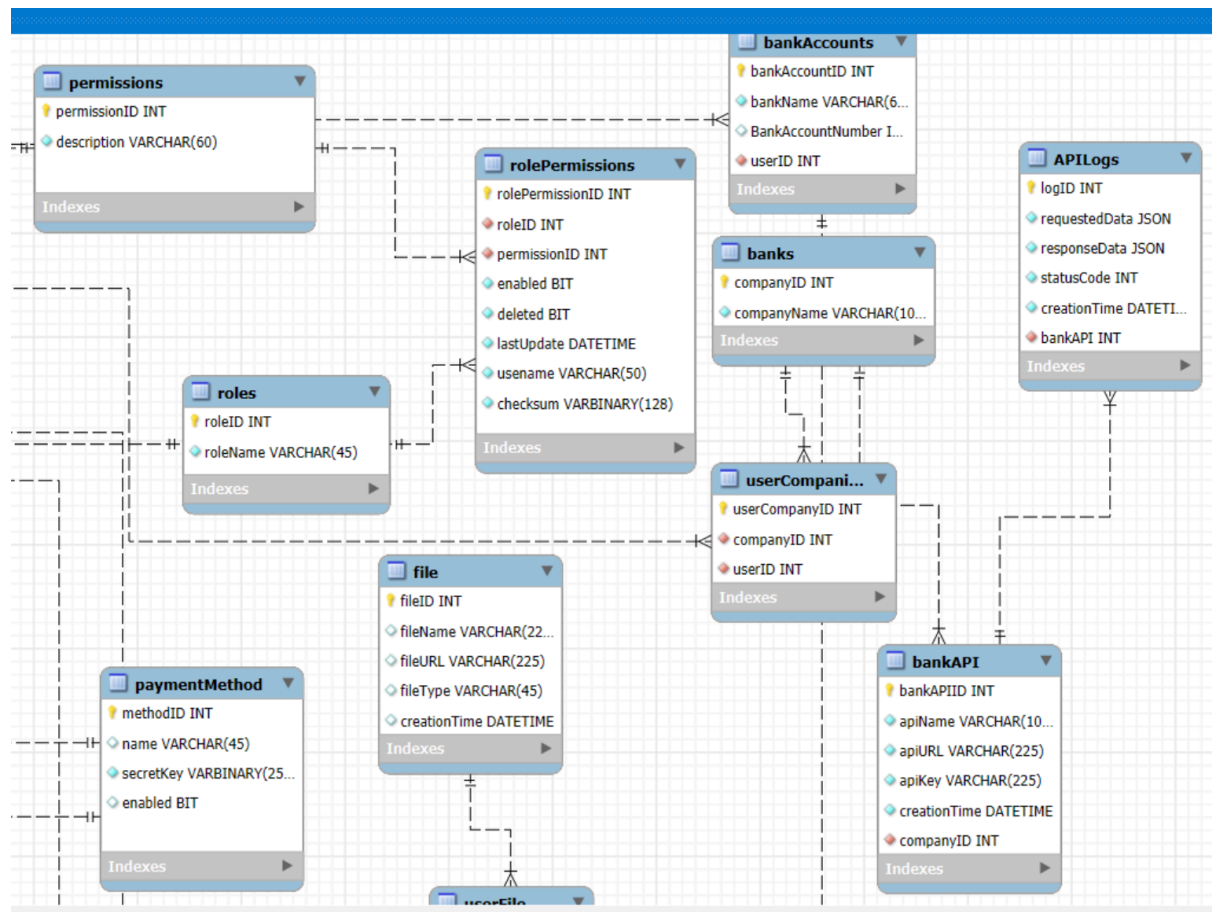 permissions
permissionID INT
description VARCHAR(60)
Indexes
bankAccounts
bankAccountID INT
bankName VARCHAR(6...
BankAccountNumber I...
userID INT
Indexes
rolePermissions
rolePermissionID INT
roleID INT
permissionID INT
enabled BIT
deleted BIT
lastUpdate DATETIME
usename VARCHAR(50)
checksum VARBINARY(128)
Indexes
APILogs
logID INT
requestedData JSON
responseData JSON
statusCode INT
creationTime DATETI...
bankAPI INT
Indexes
banks
companyID INT
companyName VARCHAR(10...
Indexes
roles
roleID INT
roleName VARCHAR(45)
Indexes
userCompani...
userCompanyID INT
companyID INT
userID INT
Indexes
file
fileID INT
fileName VARCHAR(22...
fileURL VARCHAR(225)
fileType VARCHAR(45)
creationTime DATETIME
Indexes
paymentMethod
methodID INT
name VARCHAR(45)
secretKey VARBINARY(25...
enabled BIT
Indexes
bankAPI
bankAPIID INT
apiName VARCHAR(10...
apiURL VARCHAR(225)
apiKey VARCHAR(225)
creationTime DATETIME
companyID INT
Indexes
userFile